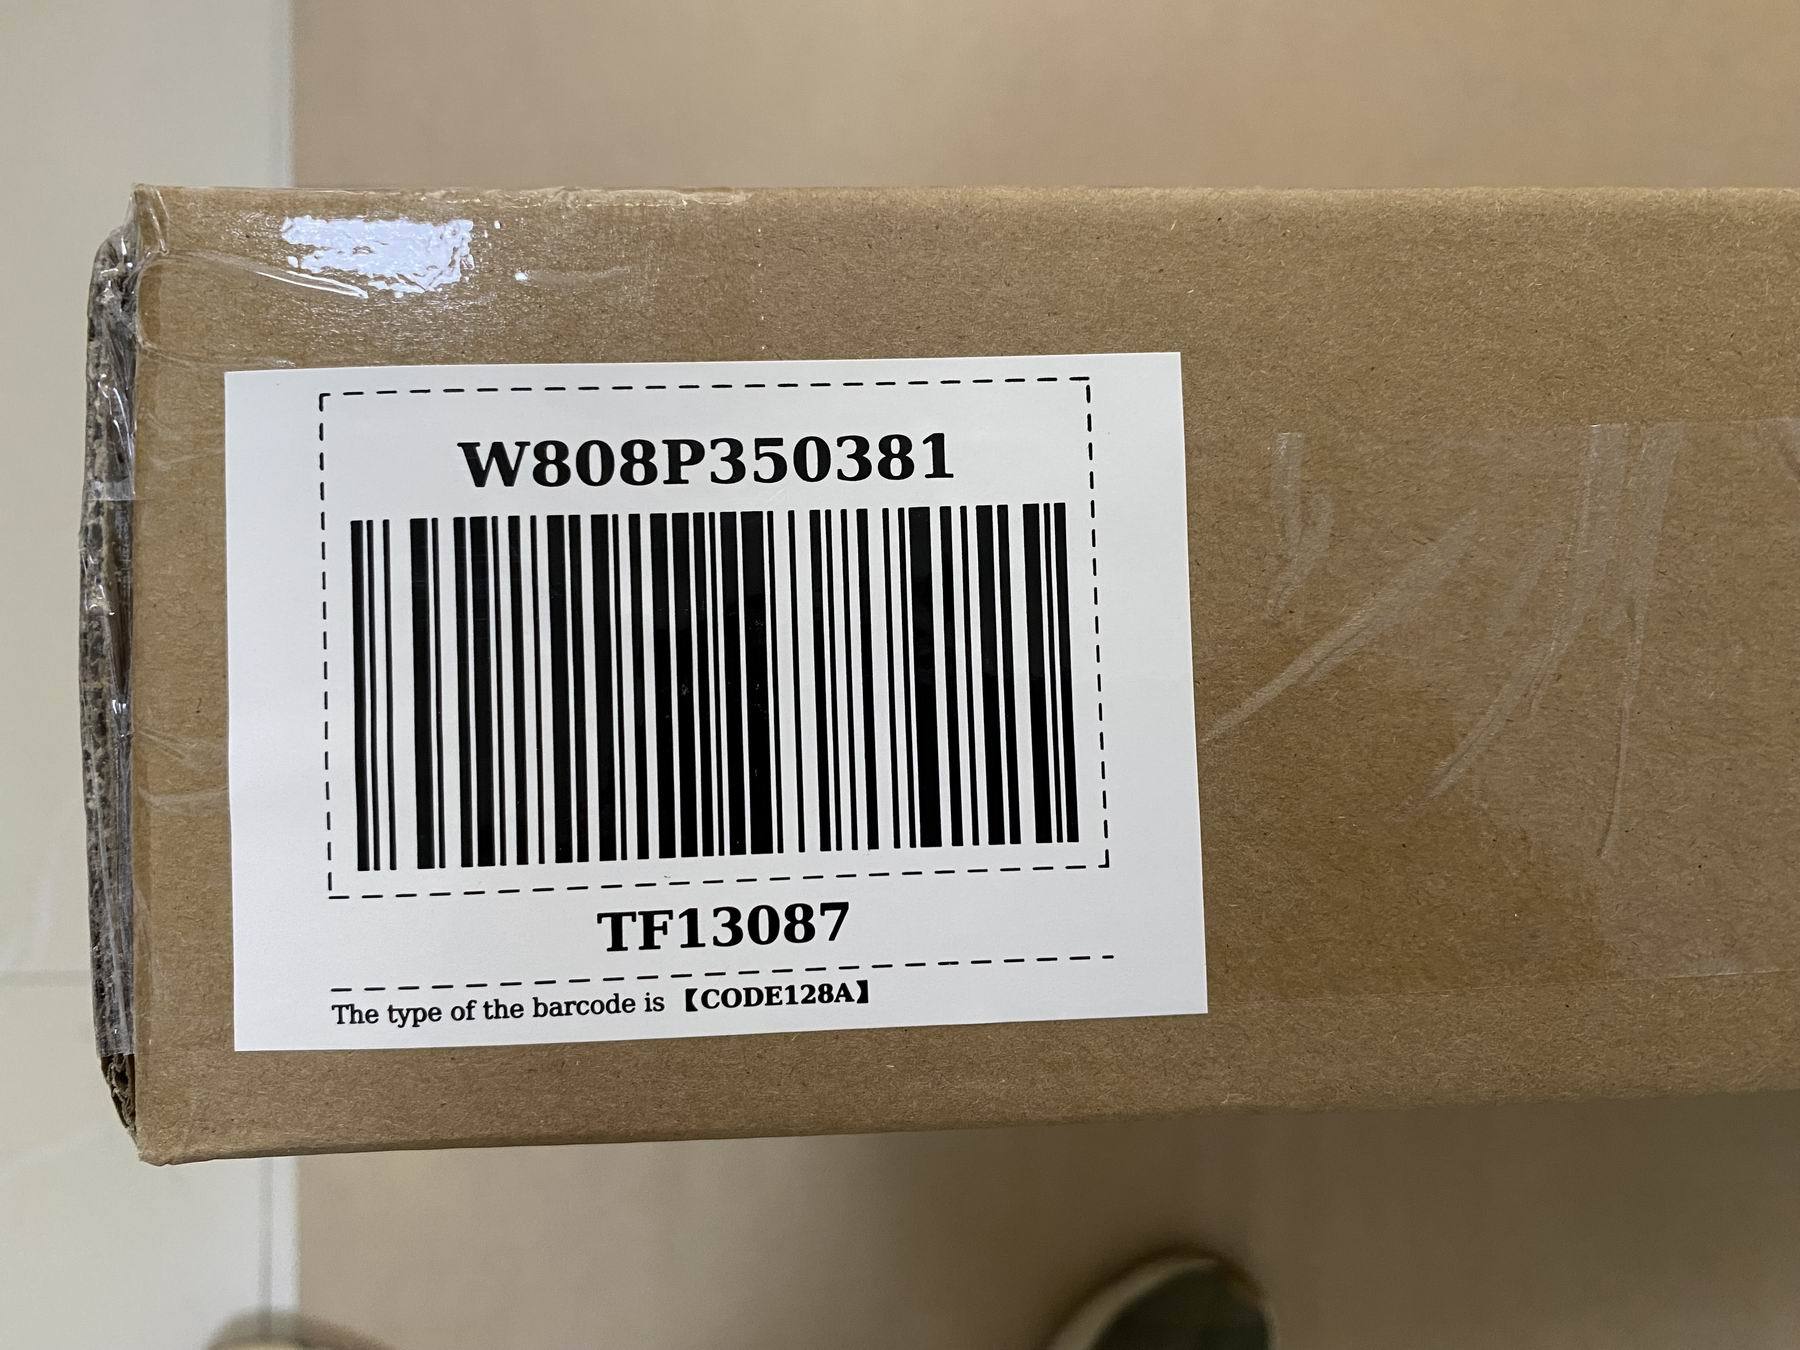 W808P350381
TF13087
The type of the barcode is 【CODE128A】